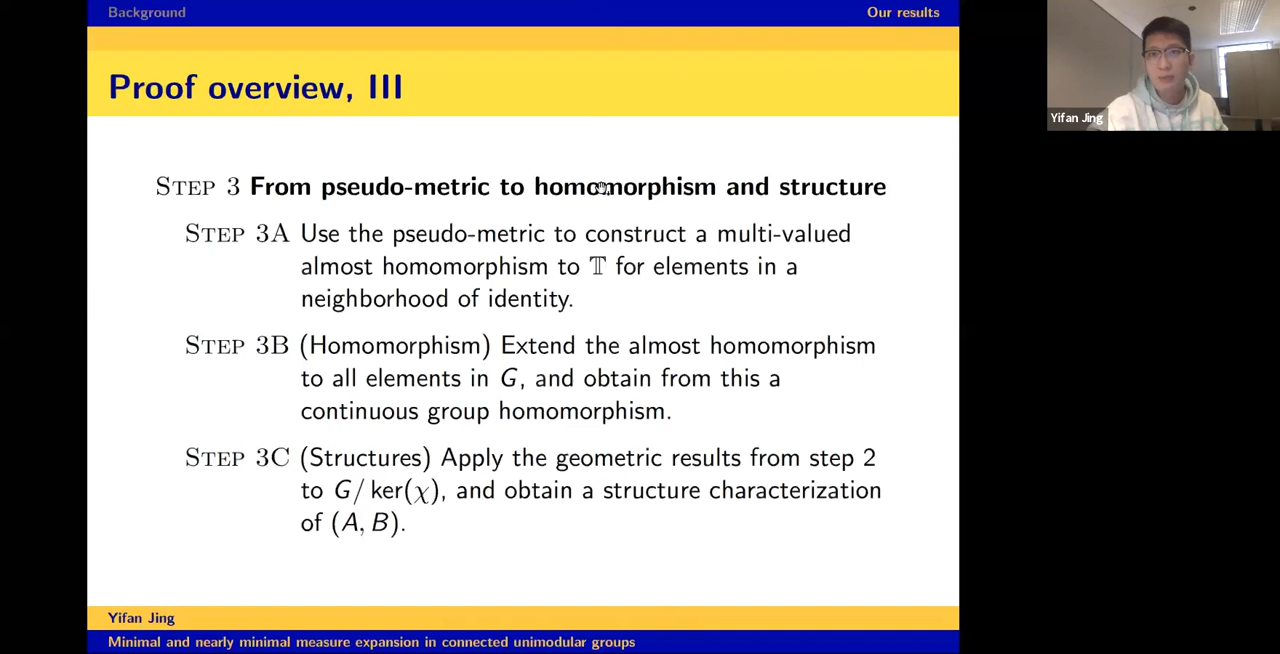 Background
Our results
Proof overview, III
STEP 3 From pseudo-metric to homomorphism and structure
STEP 3A Use the pseudo-metric to construct a multi-valued
almost homomorphism to 𝕋 for elements in a
neighborhood of identity.
STEP 3B (Homomorphism) Extend the almost homomorphism
to all elements in G, and obtain from this a
continuous group homomorphism.
STEP 3C (Structures) Apply the geometric results from step 2
to G/ ker(χ), and obtain a structure characterization
of (A, B).
Yifan Jing
Minimal and nearly minimal measure expansion in connected unimodular groups
Yifan Jing